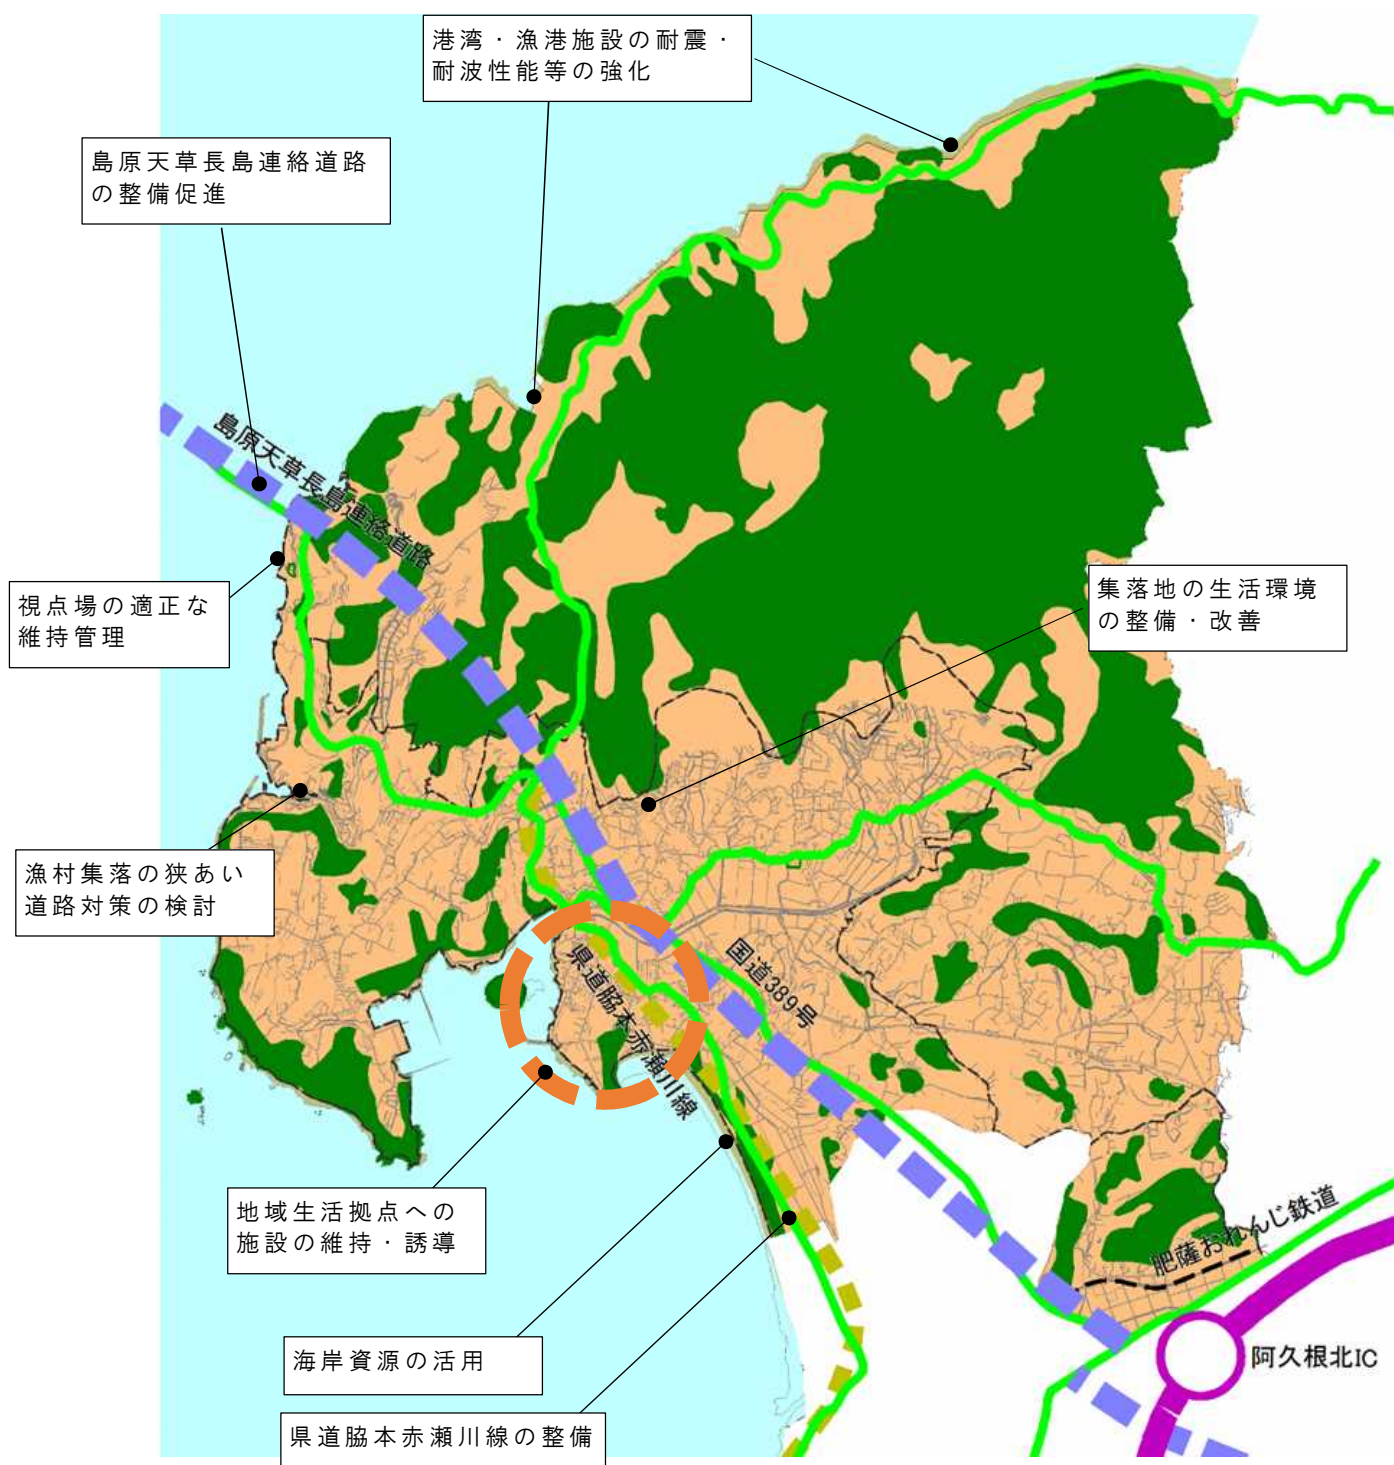 港湾・漁港施設の耐震・
耐波性能等の強化
島原天草長島連絡道路
の整備促進
島原天草長島連絡道路
視点場の適正な
維持管理
集落地の生活環境
の整備・改善
漁村集落の狭あい
道路対策の検討
国道389号
県道脇本赤瀬川線
地域生活拠点への
施設の維持・誘導
肥薩おれんじ鉄道
海岸資源の活用
阿久根北IC
県道脇本赤瀬川線の整備